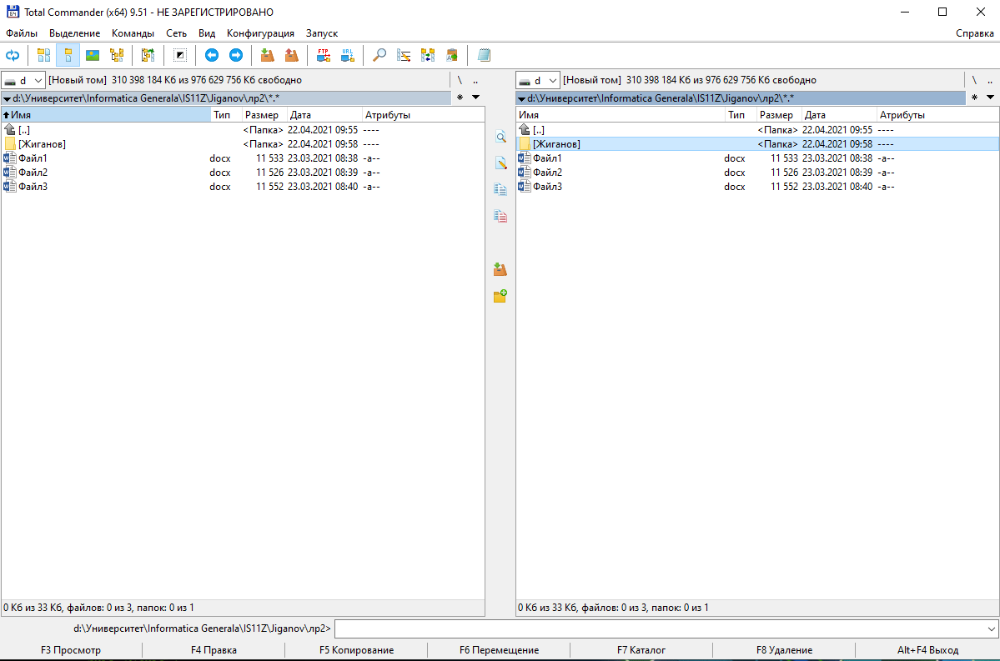 Total Commander (x64) 9.51 - НЕ ЗАРЕГИСТРИРОВАНО
Файлы Выделение Команды Сеть Вид Конфигурация Запуск Справка
FTP URL
d [Новый том] 310 398 184 Кб из 976 629 756 Кб свободно \ ..
d:\Университет\Informatica Generala\IS11Z\Jiganov\лр2\*.* *
Имя Тип Размер Дата Атрибуты
[..] <Папка> 22.04.2021 09:55 ----
[Жиганов] <Папка> 22.04.2021 09:58 ----
Файл1 docx 11 533 23.03.2021 08:38 -a--
Файл2 docx 11 526 23.03.2021 08:39 -a--
Файл3 docx 11 552 23.03.2021 08:40 -a--
0 Кб из 33 Кб, файлов: 0 из 3, папок: 0 из 1
d [Новый том] 310 398 184 Кб из 976 629 756 Кб свободно \ ..
d:\Университет\Informatica Generala\IS11Z\Jiganov\лр2\*.* *
Имя Тип Размер Дата Атрибуты
[..] <Папка> 22.04.2021 09:55 ----
[Жиганов] <Папка> 22.04.2021 09:58 ----
Файл1 docx 11 533 23.03.2021 08:38 -a--
Файл2 docx 11 526 23.03.2021 08:39 -a--
Файл3 docx 11 552 23.03.2021 08:40 -a--
0 Кб из 33 Кб, файлов: 0 из 3, папок: 0 из 1
d:\Университет\Informatica Generala\IS11Z\Jiganov\лр2>
F3 Просмотр F4 Правка F5 Копирование F6 Перемещение F7 Каталог F8 Удаление Alt+F4 Выход